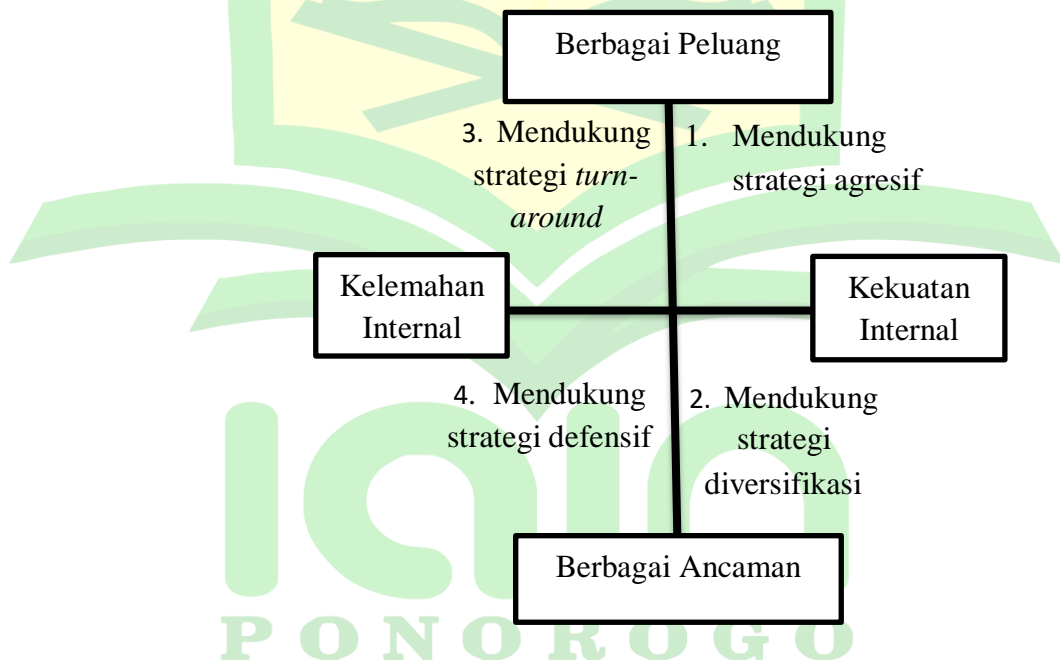 Berbagai Peluang
3. Mendukung
strategi turn-
around
1. Mendukung
strategi agresif
Kelemahan
Internal
Kekuatan
Internal
4. Mendukung
strategi defensif
2. Mendukung
strategi
diversifikasi
Berbagai Ancaman
iain
PONOROGO